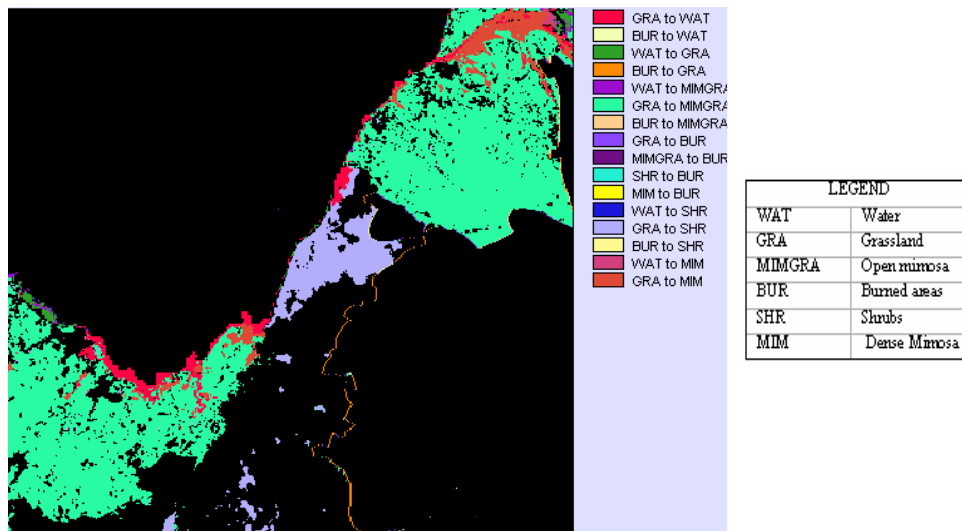 GRA to WAT
BUR to WAT
WAT to GRA
BUR to GRA
WAT to MIMGRA
GRA to MIMGRA
BUR to MIMGRA
GRA to BUR
MIMGRA to BUR
SHR to BUR
MIM to BUR
WAT to SHR
GRA to SHR
BUR to SHR
WAT to MIM
GRA to MIM
LEGEND
WAT Water
GRA Grassland
MIMGRA Open mimosa
BUR Burned areas
SHR Shrubs
MIM Dense Mimosa